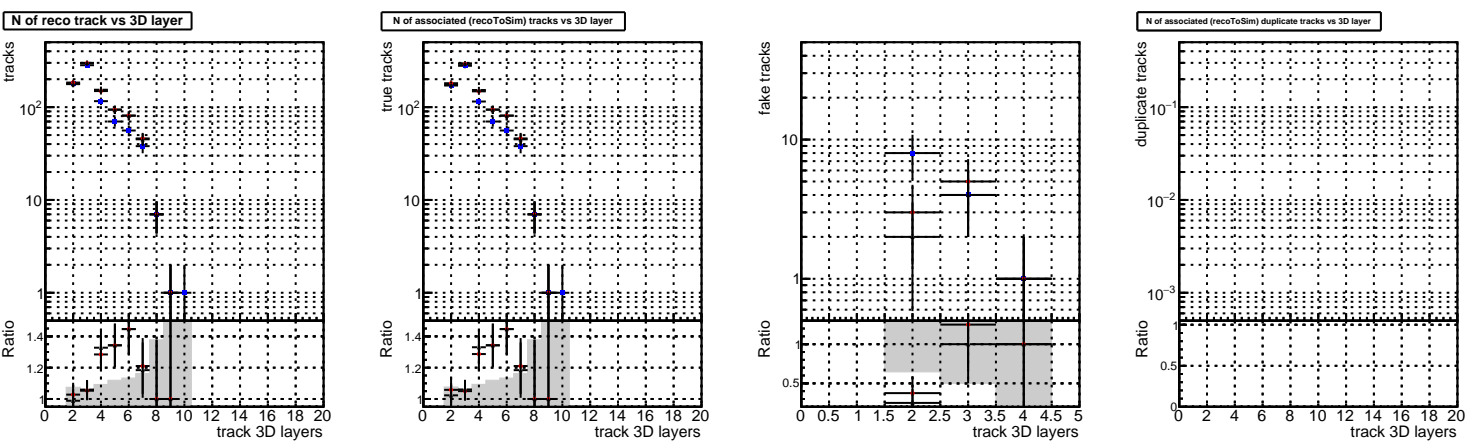 N of reco track vs 3D layer
tracks
10²
10
1
Ratio
1.4
1.2
1
0 2 4 6 8 10 12 14 16 18 20
track 3D layers
N of associated (recoToSim) tracks vs 3D layer
true tracks
10²
10
1
Ratio
1.4
1.2
1
0 2 4 6 8 10 12 14 16 18 20
track 3D layers
fake tracks
10
1
Ratio
1
0.5
0 0.5 1 1.5 2 2.5 3 3.5 4 4.5 5
track 3D layers
N of associated (recoToSim) duplicate tracks vs 3D layer
duplicate tracks
10⁻¹
10⁻²
10⁻³
Ratio
1
0.5
0
0 2 4 6 8 10 12 14 16 18 20
track 3D layers